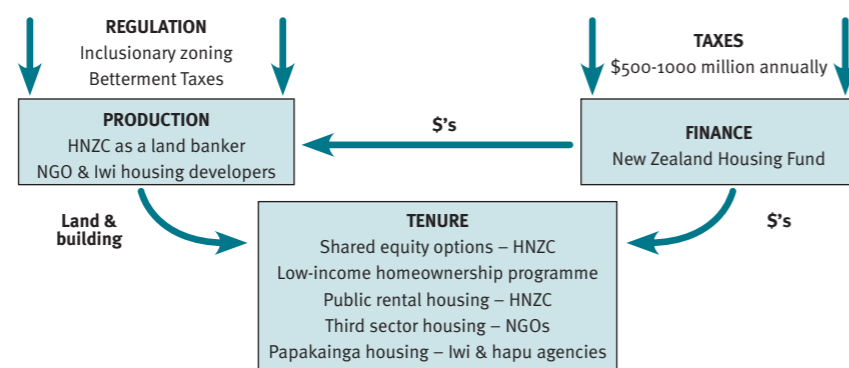 REGULATION
Inclusionary zoning
Betterment Taxes
TAXES
$500-1000 million annually
PRODUCTION
HNZC as a land banker
NGO & Iwi housing developers
$'s
FINANCE
New Zealand Housing Fund
Land &
building
$'s
TENURE
Shared equity options – HNZC
Low-income homeownership programme
Public rental housing – HNZC
Third sector housing – NGOs
Papakainga housing – Iwi & hapu agencies